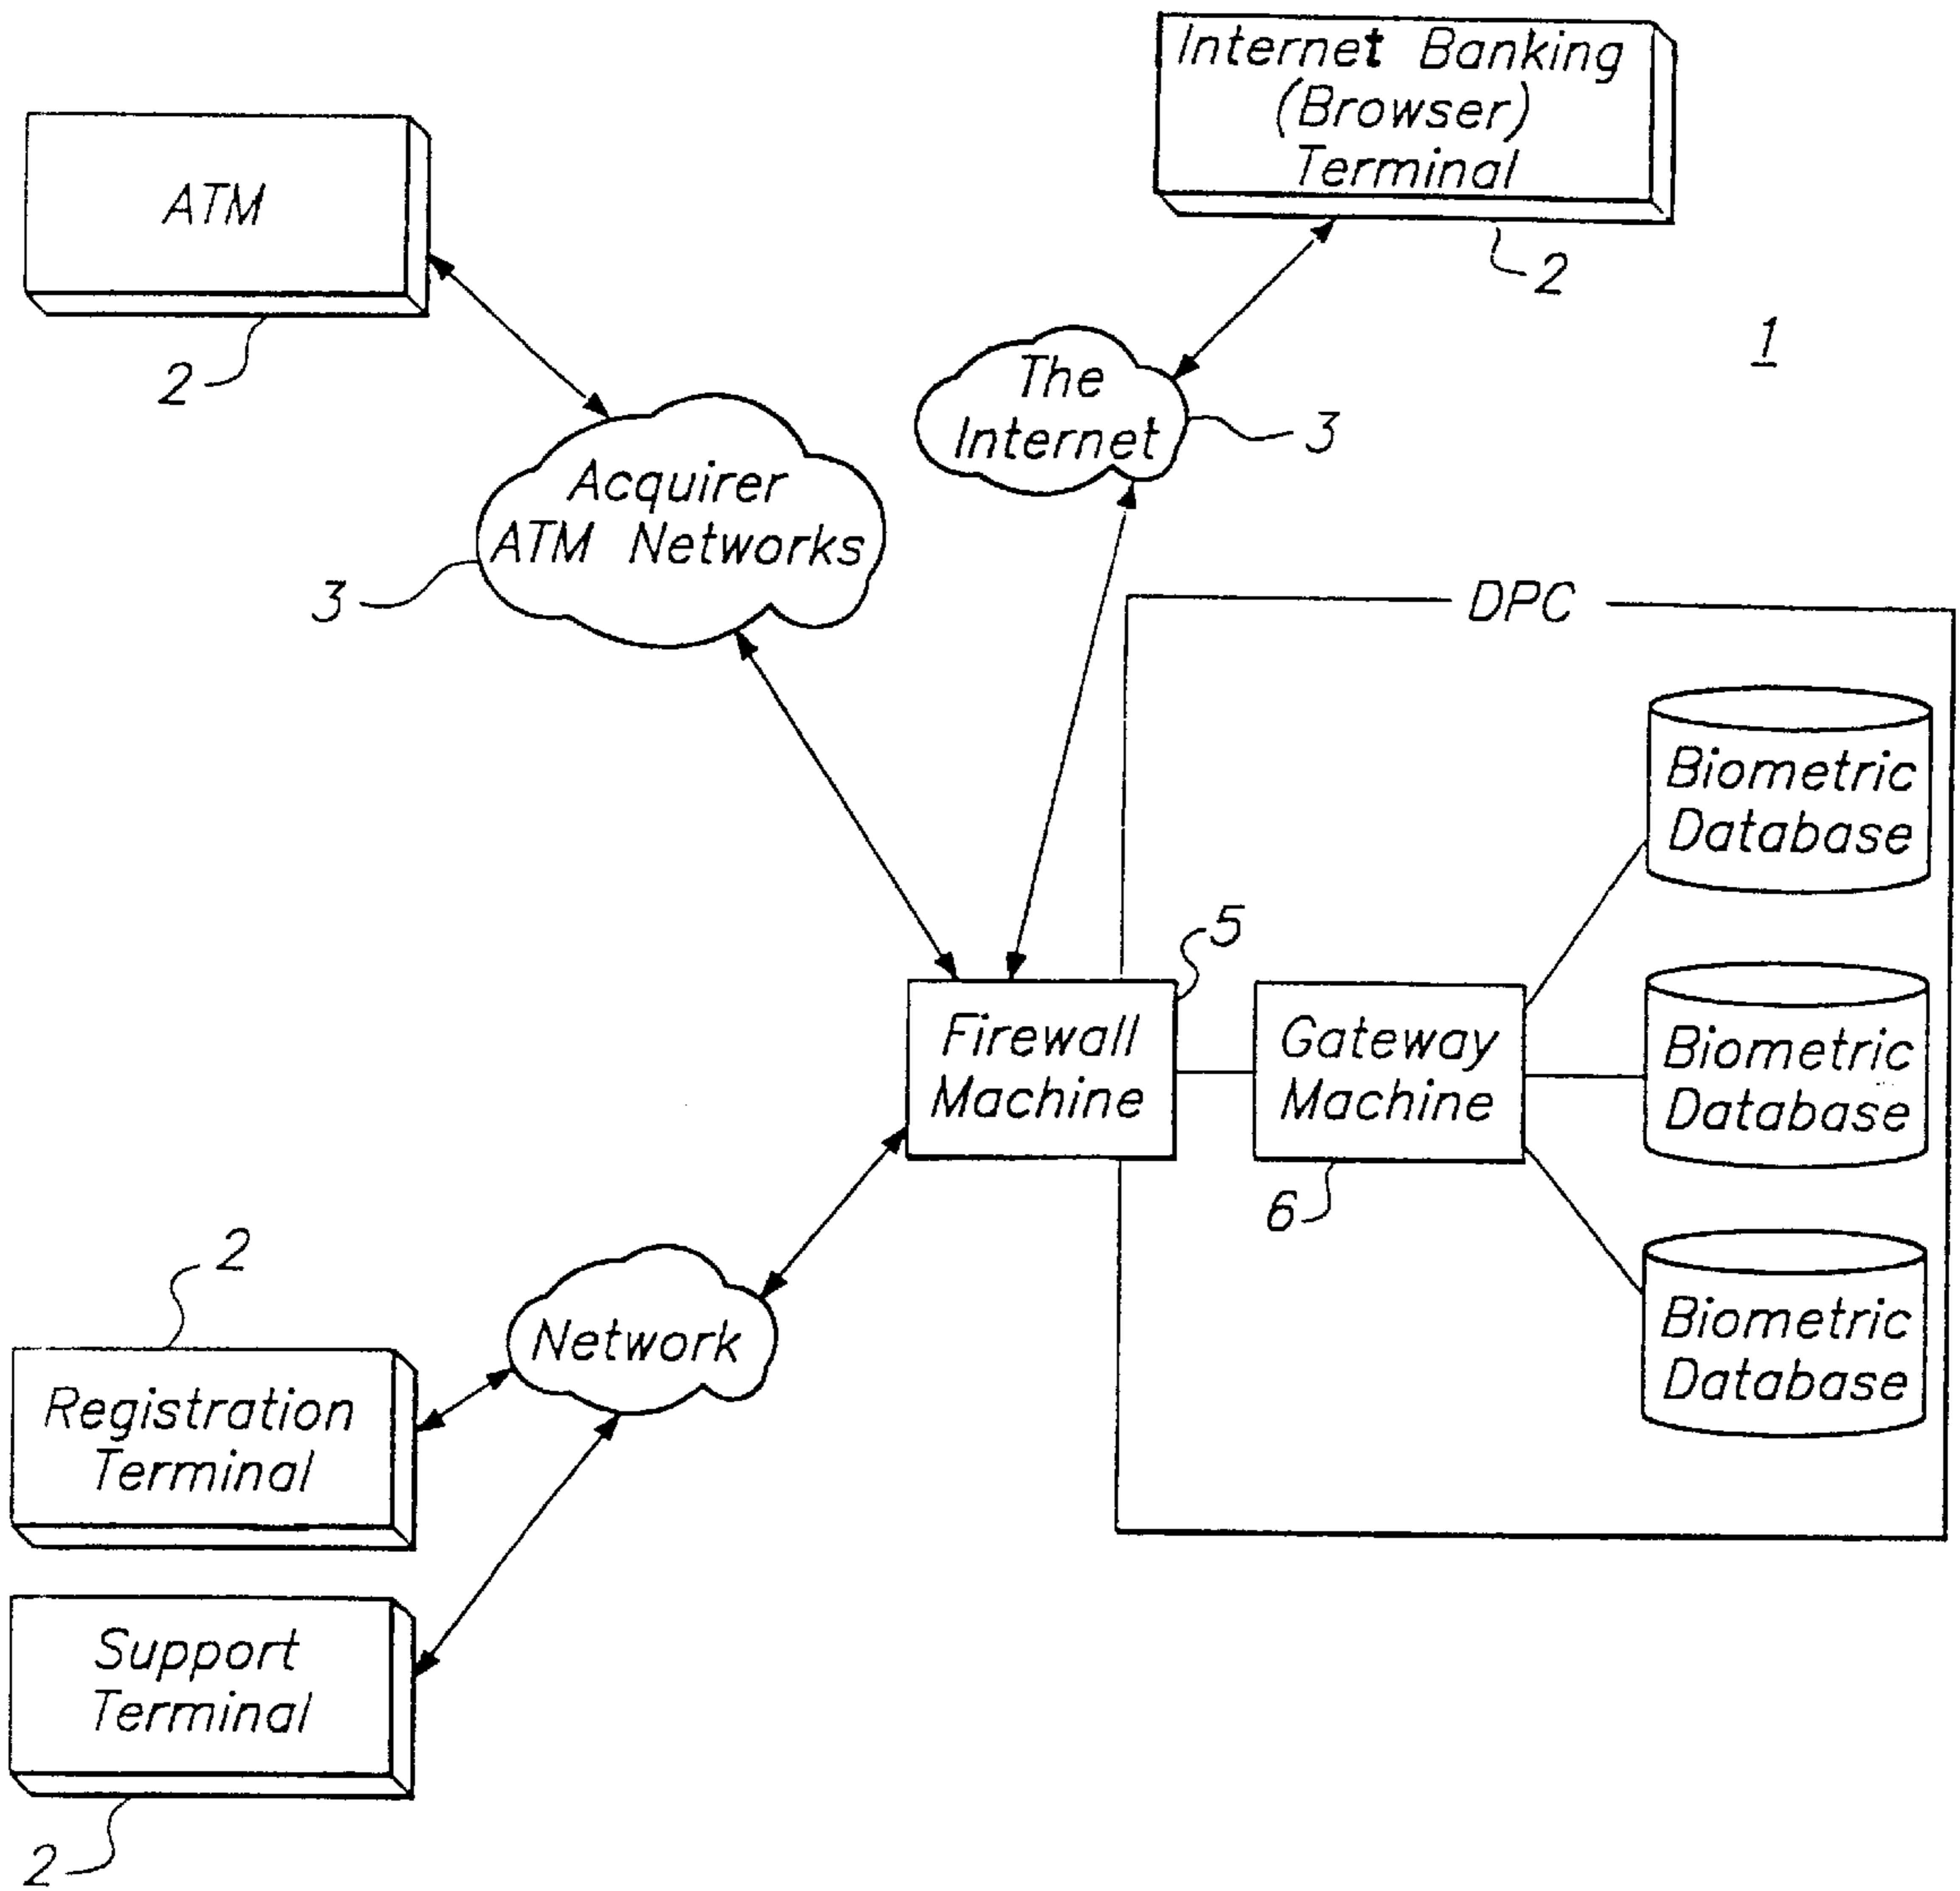 Internet Banking
(Browser)
Terminal
ATM
2
2
1
The
Internet
3
Acquirer
ATM Networks
3
DPC
Biometric
Database
5
Firewall
Machine
Gateway
Machine
Biometric
Database
6
2
Network
Biometric
Database
Registration
Terminal
Support
Terminal
2